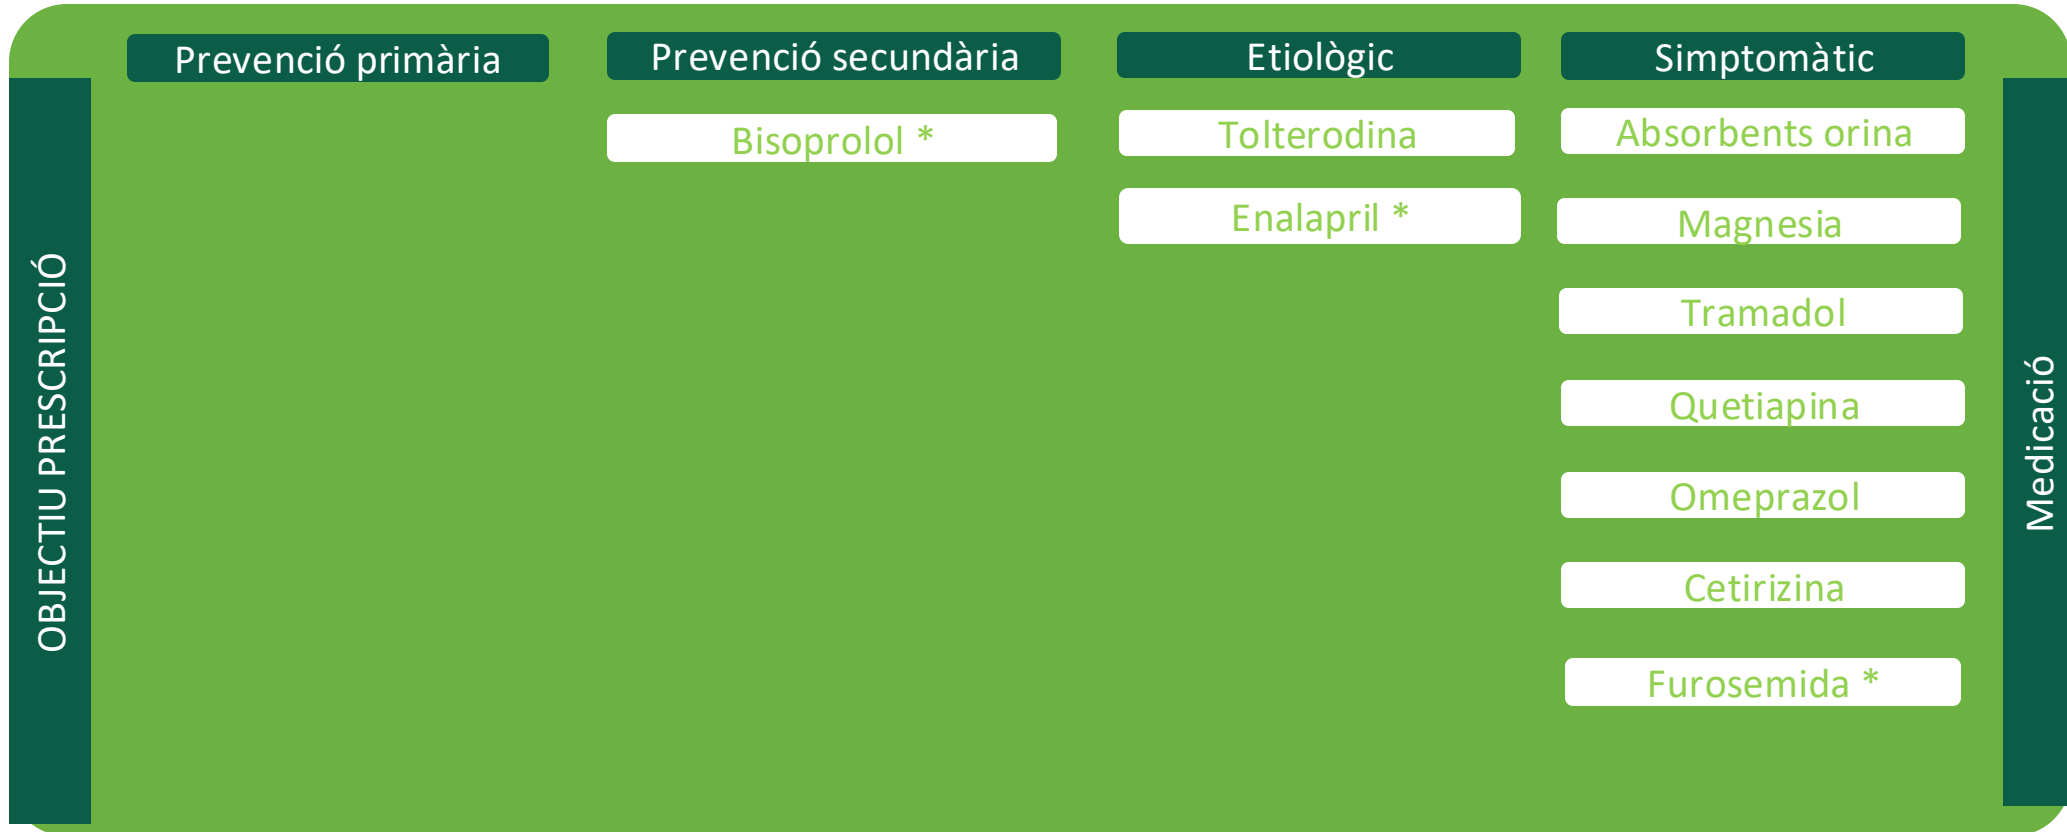 Prevenció primària
Prevenció secundària
Etiològic
Simptomàtic
OBJECTIU PRESCRIPCIÓ
Bisoprolol *
Tolterodina
Absorbents orina
Enalapril *
Magnesia
Tramadol
Quetiapina
Omeprazol
Cetirizina
Furosemida *
Medicació